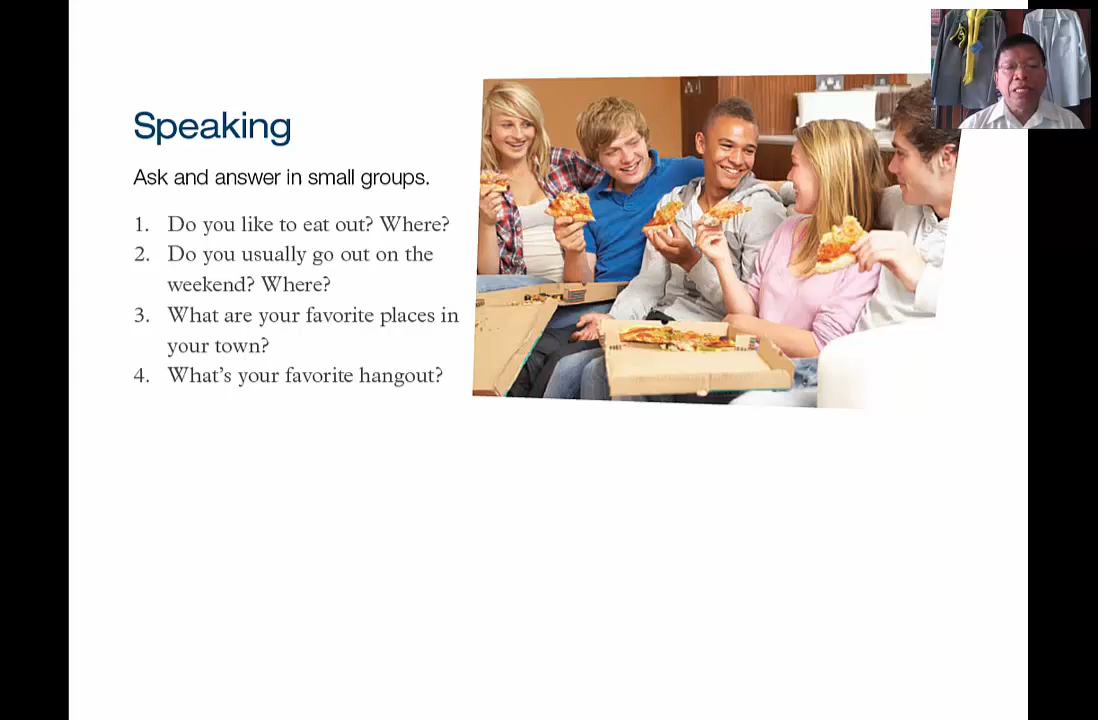 Speaking
Ask and answer in small groups.
1. Do you like to eat out? Where?
2. Do you usually go out on the
weekend? Where?
3. What are your favorite places in
your town?
4. What's your favorite hangout?